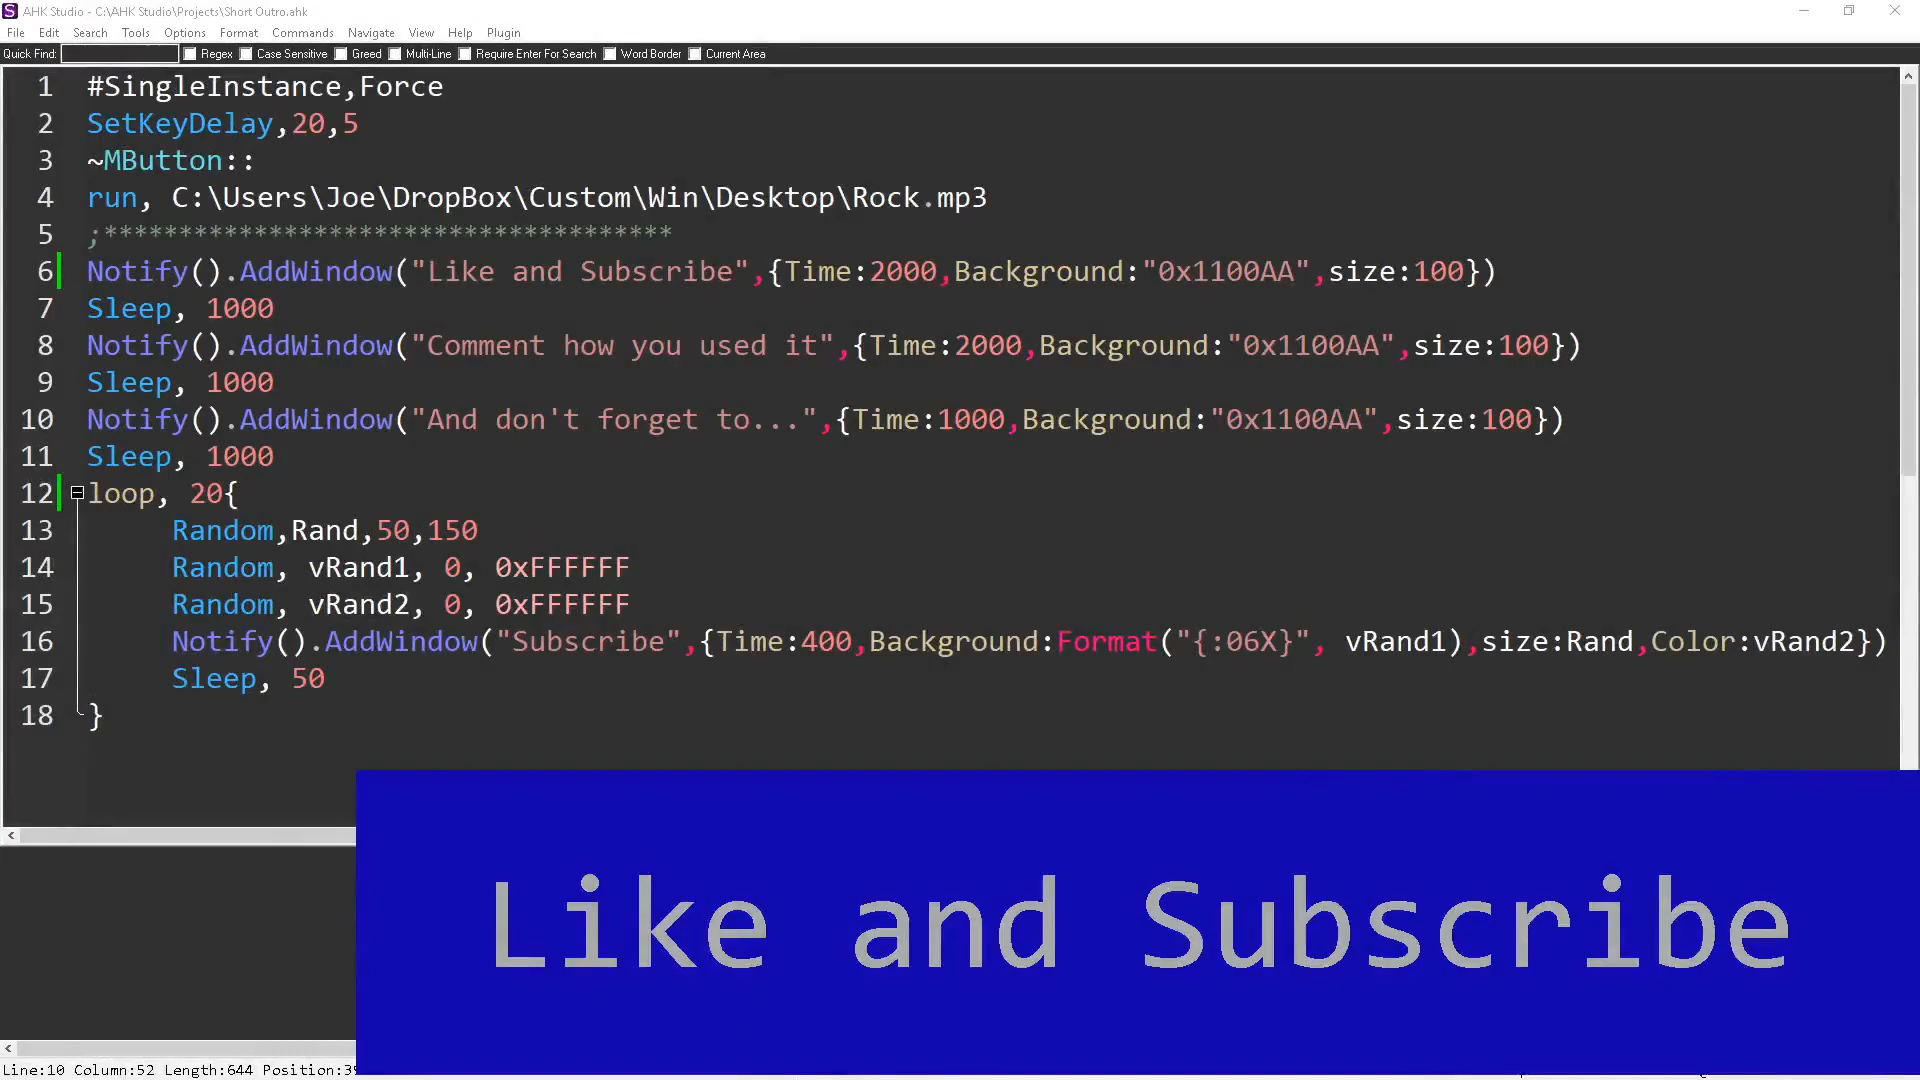 AHK Studio - C:\AHK Studio\Projects\Short Outro.ahk
File Edit Search Tools Options Format Commands Navigate View Help Plugin
Quick Find: Regex Case Sensitive Greed Multi-Line Require Enter For Search Word Border Current Area
1 #SingleInstance,Force
2 SetKeyDelay,20,5
3 ~MButton::
4 run, C:\Users\Joe\DropBox\Custom\Win\Desktop\Rock.mp3
5 ;**********************************
6 Notify().AddWindow("Like and Subscribe",{Time:2000,Background:"0x1100AA",size:100})
7 Sleep, 1000
8 Notify().AddWindow("Comment how you used it",{Time:2000,Background:"0x1100AA",size:100})
9 Sleep, 1000
10 Notify().AddWindow("And don't forget to...",{Time:1000,Background:"0x1100AA",size:100})
11 Sleep, 1000
12 loop, 20{
13 Random,Rand,50,150
14 Random, vRand1, 0, 0xFFFFFF
15 Random, vRand2, 0, 0xFFFFFF
16 Notify().AddWindow("Subscribe",{Time:400,Background:Format("{:06X}", vRand1),size:Rand,Color:vRand2})
17 Sleep, 50
18 }
Like and Subscribe
Line:10 Column:52 Length:644 Position: